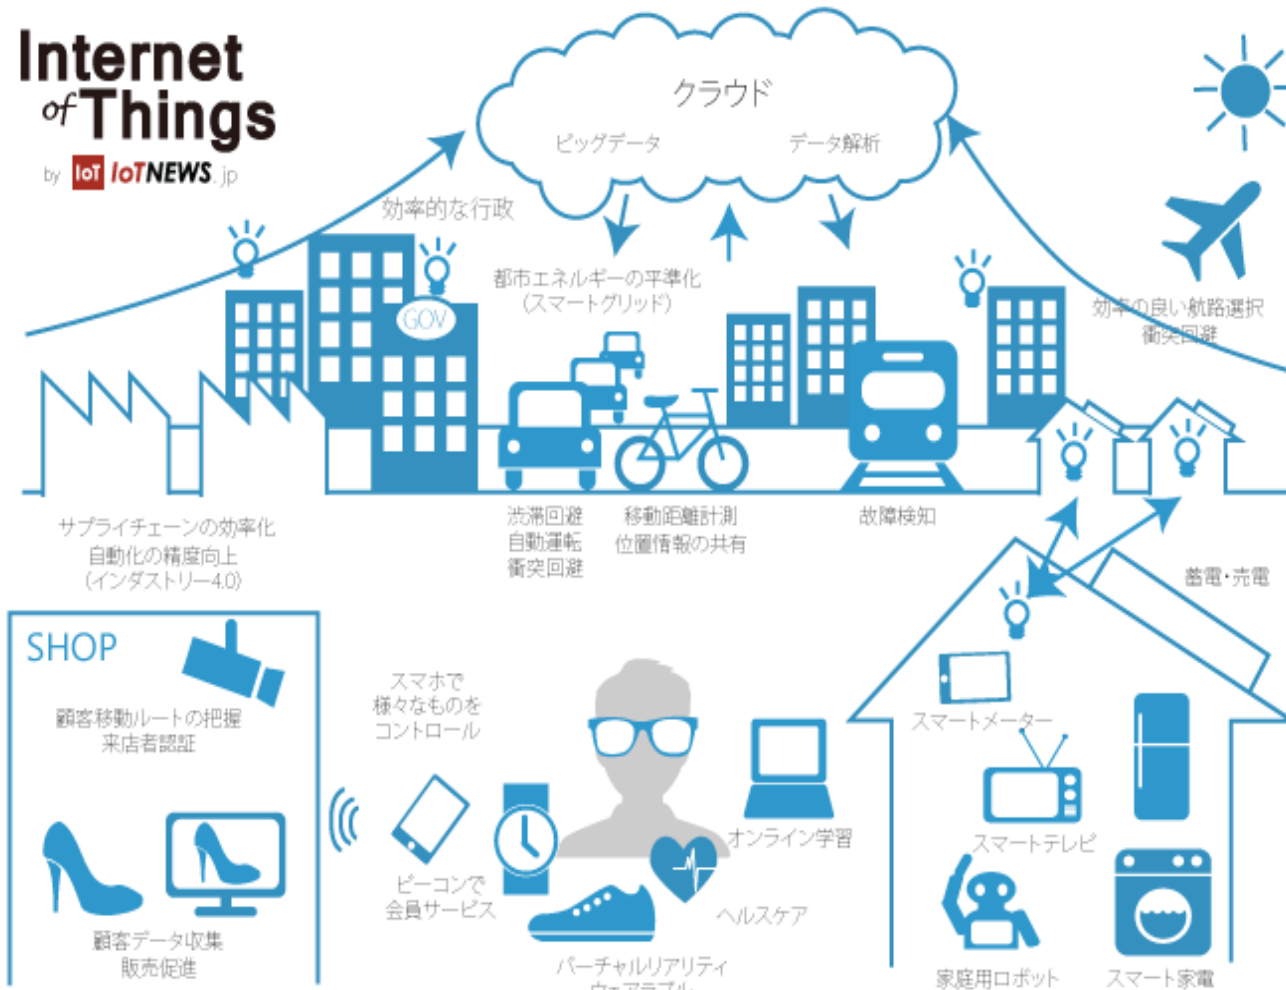 Internet
of Things
by IoT IoTNEWS.jp
クラウド
ビッグデータ
データ解析
効率的な行政
都市エネルギーの平準化
(スマートグリッド)
GOV
効率の良い航路選択
衝突回避
サプライチェーンの効率化
自動化の精度向上
(インダストリー4.0)
渋滞回避
自動運転
衝突回避
移動距離計測
位置情報の共有
故障検知
蓄電・売電
SHOP
顧客移動ルートの把握
来店者認証
顧客データ収集
販売促進
スマホで
様々なものを
コントロール
ビーコンで
会員サービス
オンライン学習
ヘルスケア
バーチャルリアリティ
ウェアラブル
スマートメーター
スマートテレビ
家庭用ロボット
スマート家電